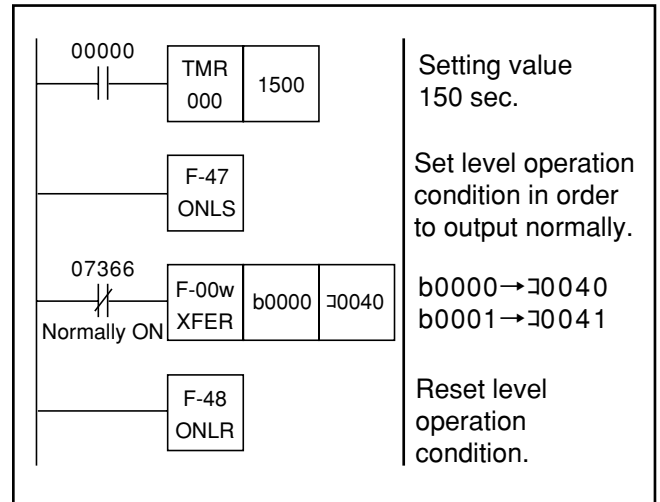 00000
TMR
000
1500
Setting value
150 sec.
F-47
ONLS
Set level operation
condition in order
to output normally.
07366
Normally ON
F-00w
XFER
b0000
コ0040
b0000→コ0040
b0001→コ0041
F-48
ONLR
Reset level
operation
condition.